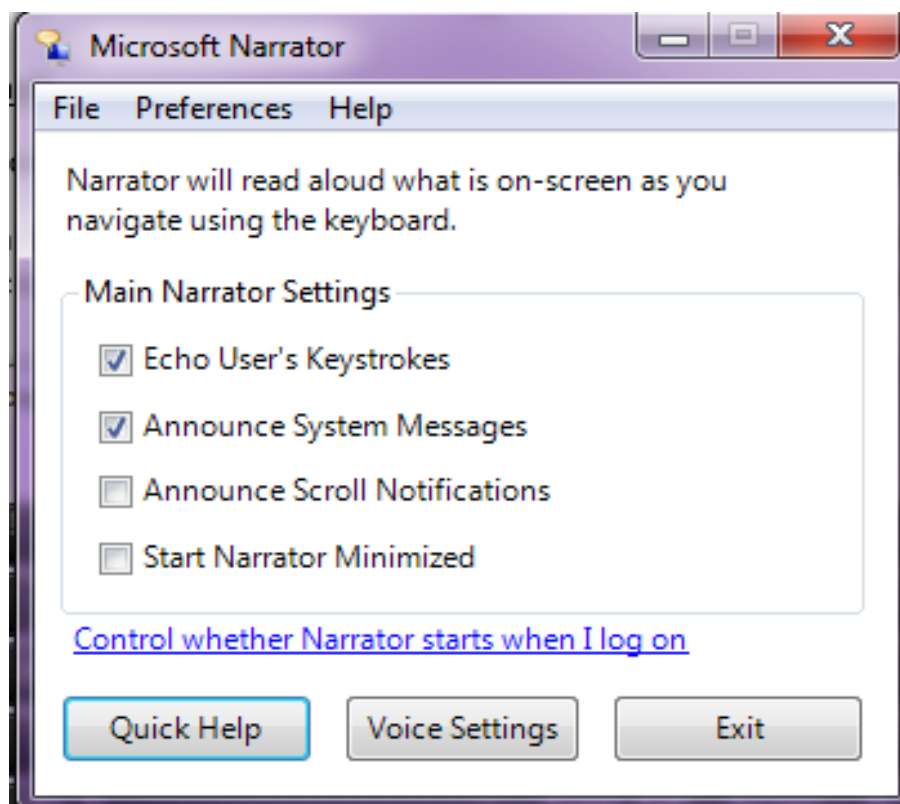 Microsoft Narrator
File Preferences Help
Narrator will read aloud what is on-screen as you
navigate using the keyboard.
Main Narrator Settings
Echo User's Keystrokes
Announce System Messages
Announce Scroll Notifications
Start Narrator Minimized
Control whether Narrator starts when I log on
Quick Help Voice Settings Exit